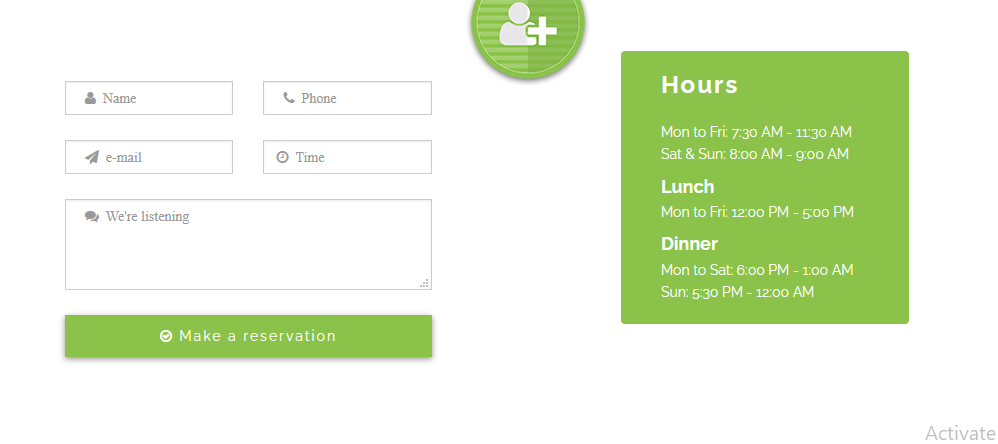 Name
Phone
e-mail
Time
We're listening
Make a reservation
Hours
Mon to Fri: 7:30 AM - 11:30 AM
Sat & Sun: 8:00 AM - 9:00 AM
Lunch
Mon to Fri: 12:00 PM - 5:00 PM
Dinner
Mon to Sat: 6:00 PM - 1:00 AM
Sun: 5:30 PM - 12:00 AM
Activate